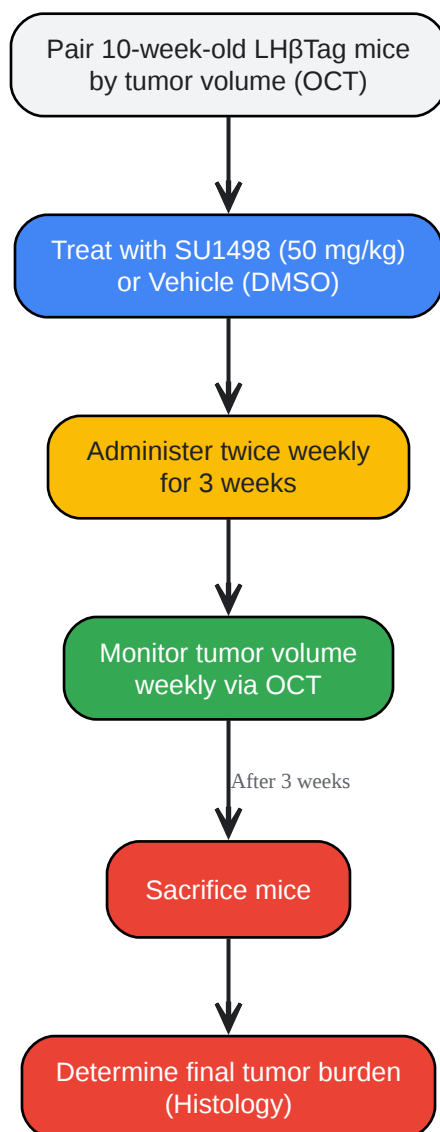 Pair 10-week-old LHβTag mice
by tumor volume (OCT)
Treat with SU1498 (50 mg/kg)
or Vehicle (DMSO)
Administer twice weekly
for 3 weeks
Monitor tumor volume
weekly via OCT
After 3 weeks
Sacrifice mice
Determine final tumor burden
(Histology)